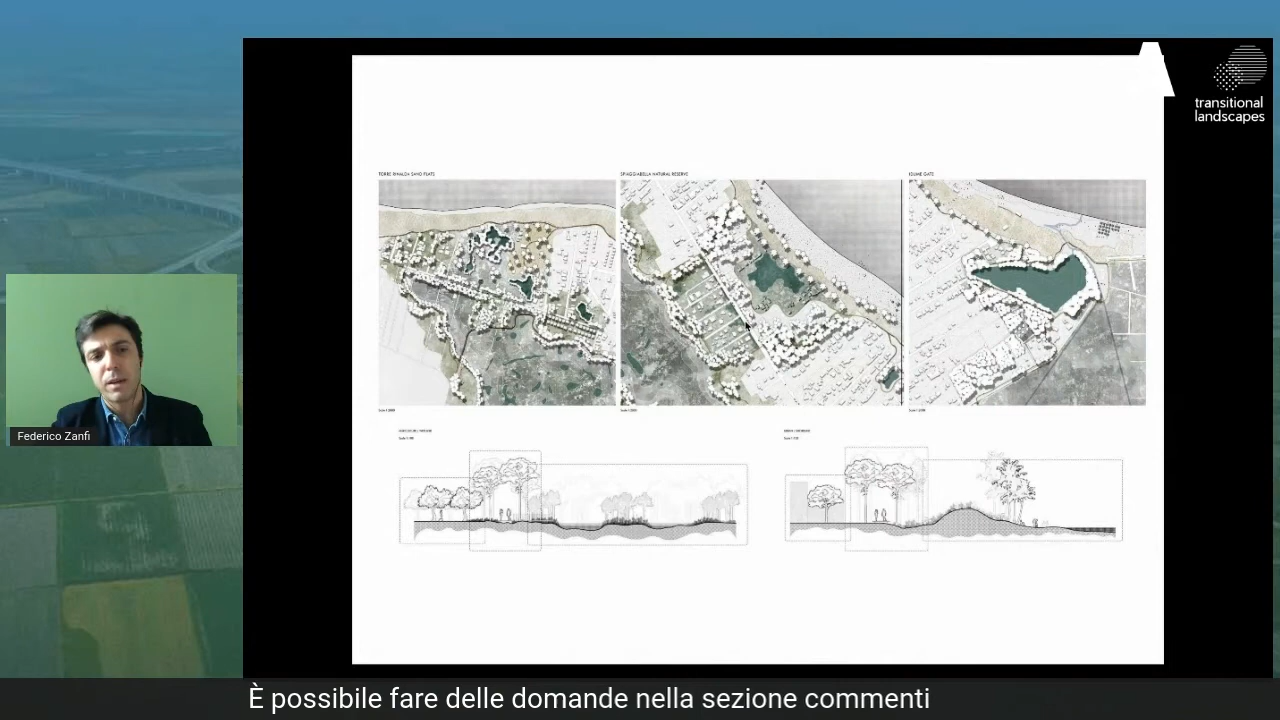 transitional
landscapes
TORRE RINALDA SAND FLATS
SPIAGGIABELLA NATURAL RESERVE
IDUME GATE
Federico Zanfi
È possibile fare delle domande nella sezione commenti